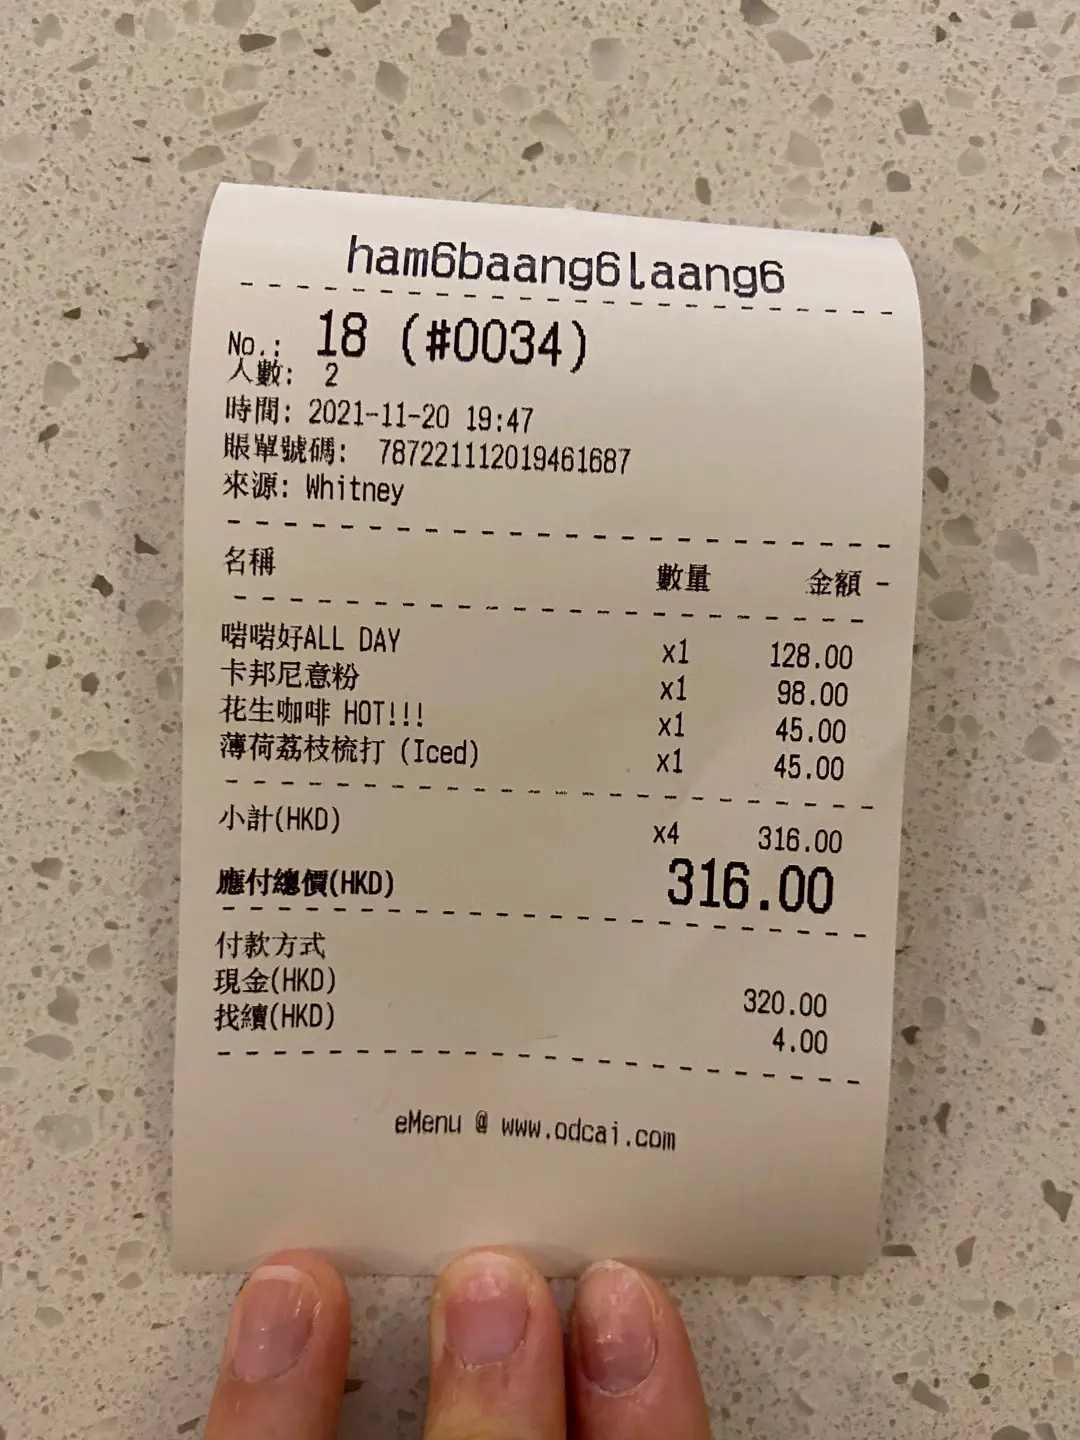 ham6baang6laang6
No.: 18 (#0034)
人數: 2
時間: 2021-11-20 19:47
賬單號碼: 787221112019461687
來源: Whitney
名稱 數量 金額
啱啱好ALL DAY x1 128.00
卡邦尼意粉 x1 98.00
花生咖啡 HOT!!! x1 45.00
薄荷荔枝梳打 (Iced) x1 45.00
小計(HKD) x4 316.00
應付總價(HKD) 316.00
付款方式
現金(HKD) 320.00
找續(HKD) 4.00
eMenu @ www.odcai.com